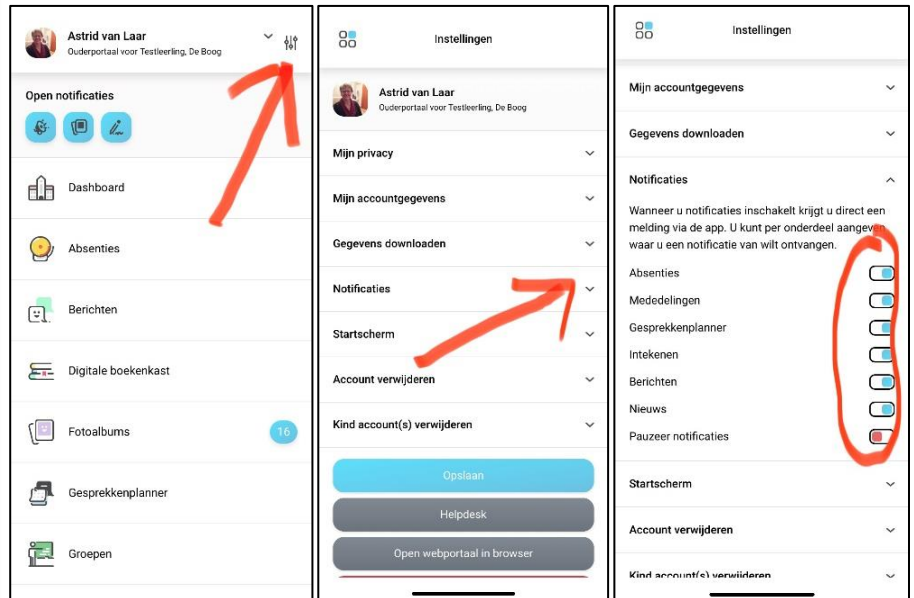 Astrid van Laar
Ouderportaal voor Testleerling, De Boog
Open notificaties
Dashboard
Absenties
Berichten
Digitale boekenkast
Fotoalbums
16
Gesprekkenplanner
Groepen
Instellingen
Astrid van Laar
Ouderportaal voor Testleerling, De Boog
Mijn privacy
Mijn accountgegevens
Gegevens downloaden
Notificaties
Startscherm
Account verwijderen
Kind account(s) verwijderen
Opslaan
Helpdesk
Open webportaal in browser
Instellingen
Mijn accountgegevens
Gegevens downloaden
Notificaties
Wanneer u notificaties inschakelt krijgt u direct een
melding via de app. U kunt per onderdeel aangeven
waar u een notificatie van wilt ontvangen.
Absenties
Mededelingen
Gesprekkenplanner
Intekenen
Berichten
Nieuws
Pauzeer notificaties
Startscherm
Account verwijderen
Kind account(s) verwijderen